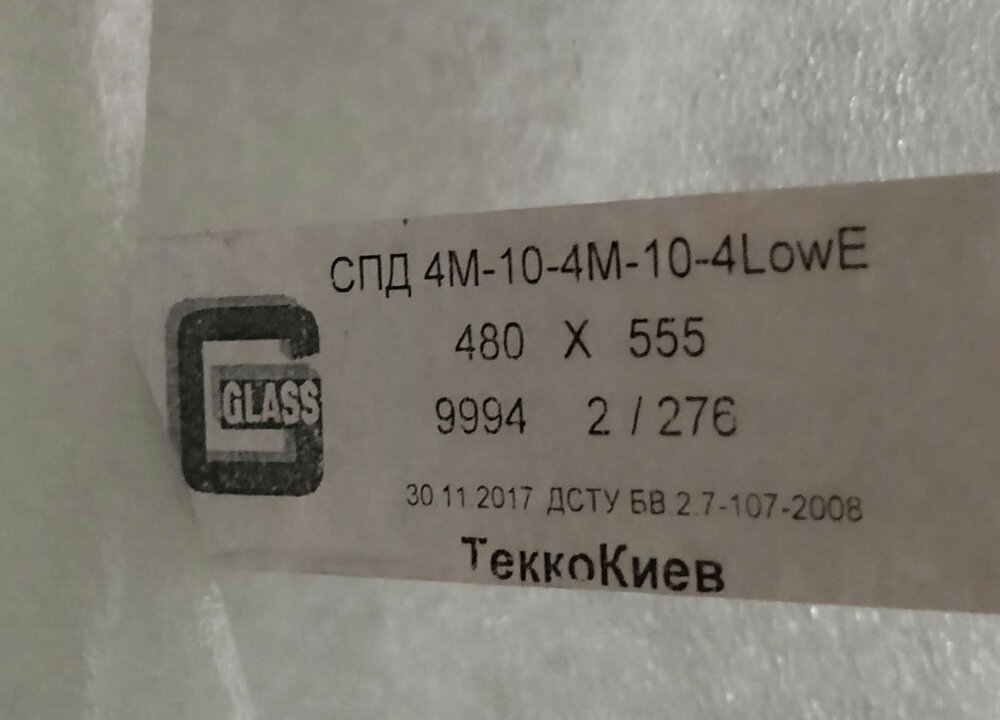 СПД 4М-10-4М-10-4LowE
480 X 555
GLASS
9994 2 / 276
30.11.2017 ДСТУ БВ 2.7-107-2008
ТеккоКиев